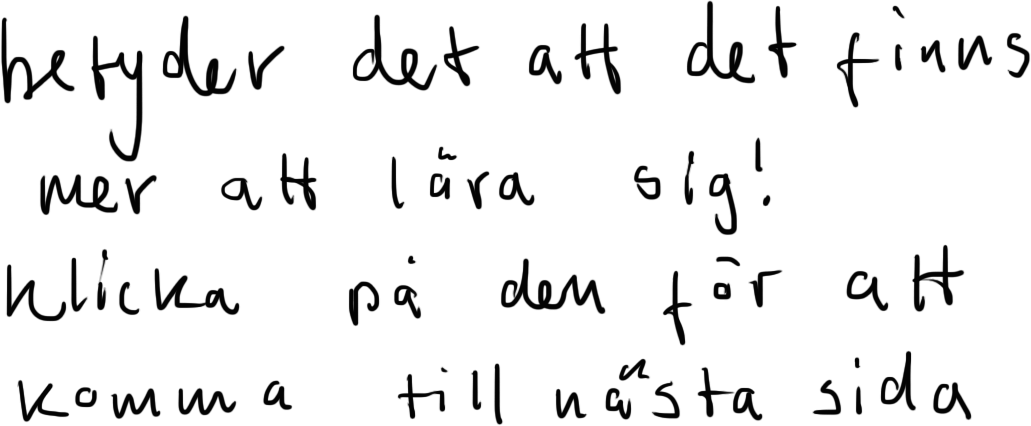 betyder det att det finns
mer att lära sig!
klicka på den för att
komma till nästa sida